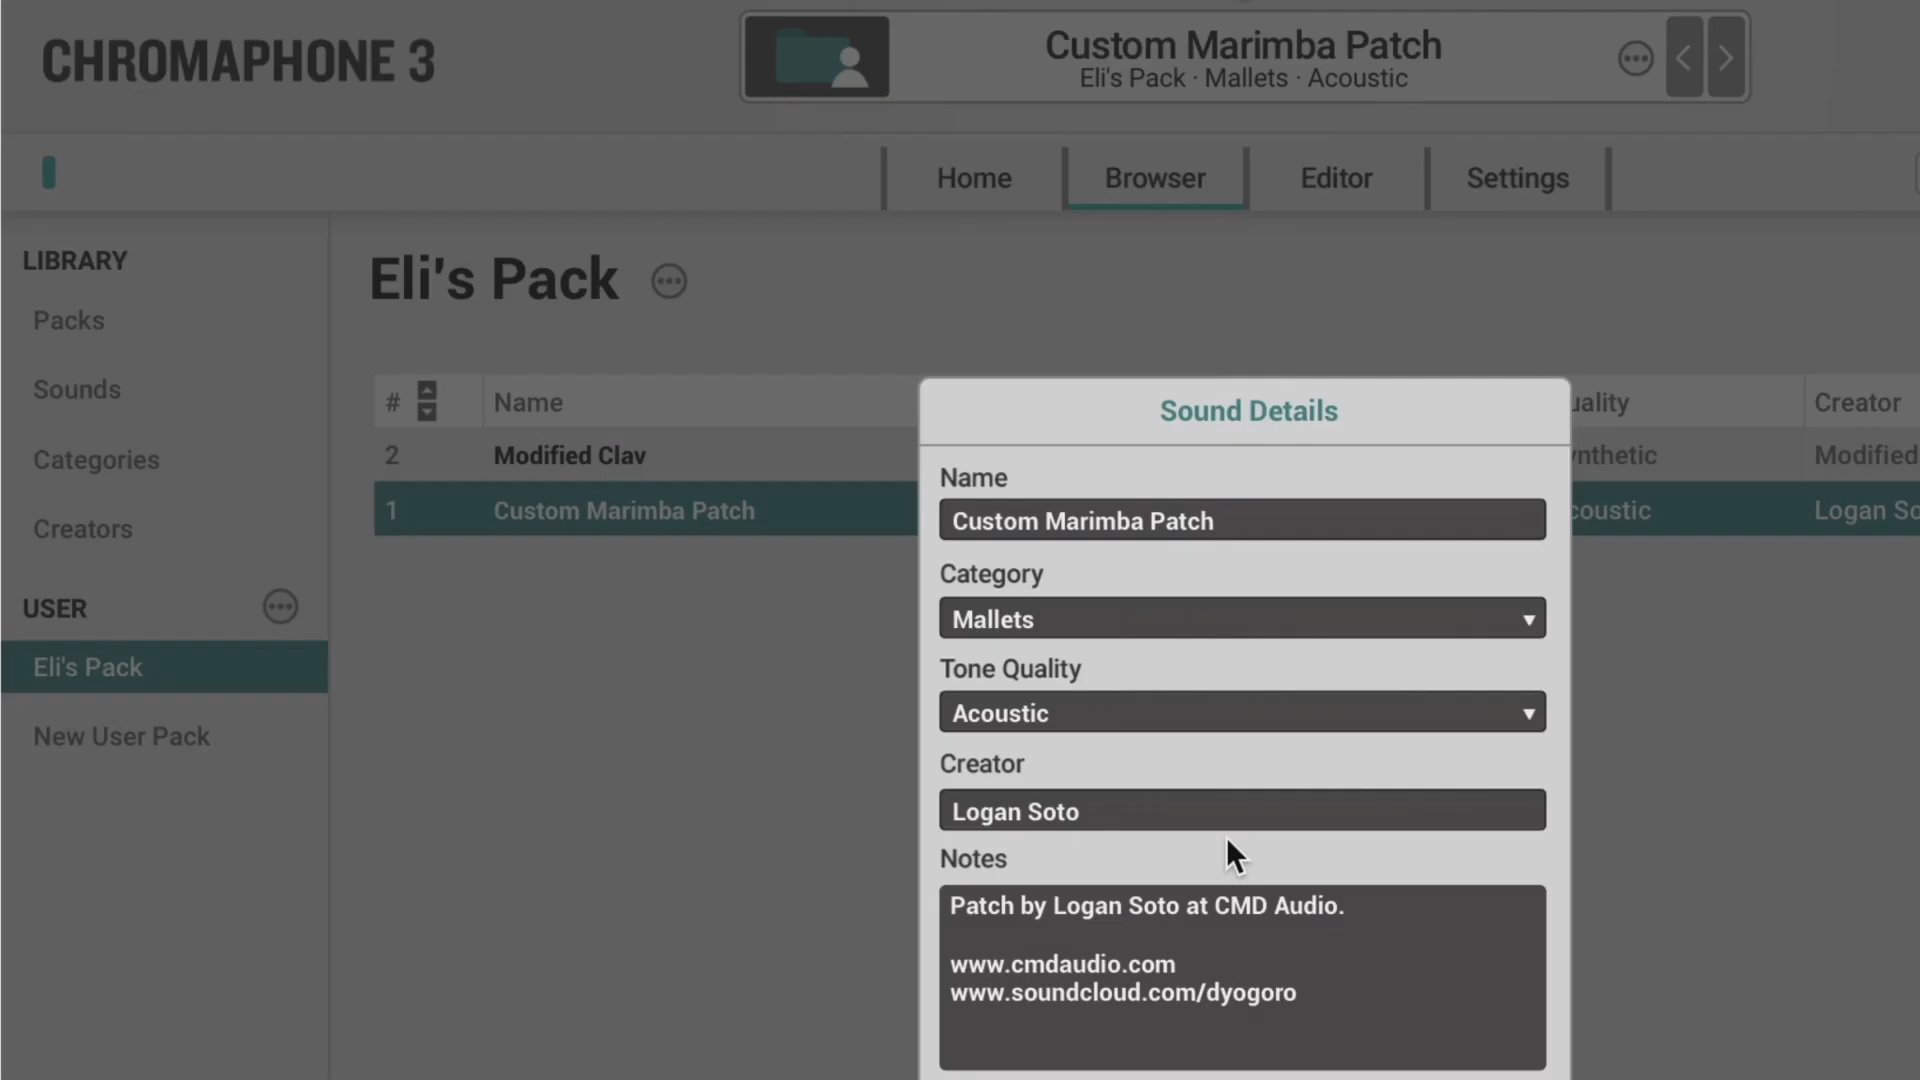 CHROMAPHONE 3
Custom Marimba Patch
Eli's Pack · Mallets · Acoustic
Home
Browser
Editor
Settings
LIBRARY
Packs
Sounds
Categories
Creators
USER
Eli's Pack
New User Pack
Eli's Pack
# Name uality Creator
2 Modified Clav nthetic Modified
1 Custom Marimba Patch coustic Logan So
Sound Details
Name
Custom Marimba Patch
Category
Mallets
Tone Quality
Acoustic
Creator
Logan Soto
Notes
Patch by Logan Soto at CMD Audio.
www.cmdaudio.com
www.soundcloud.com/dyogoro